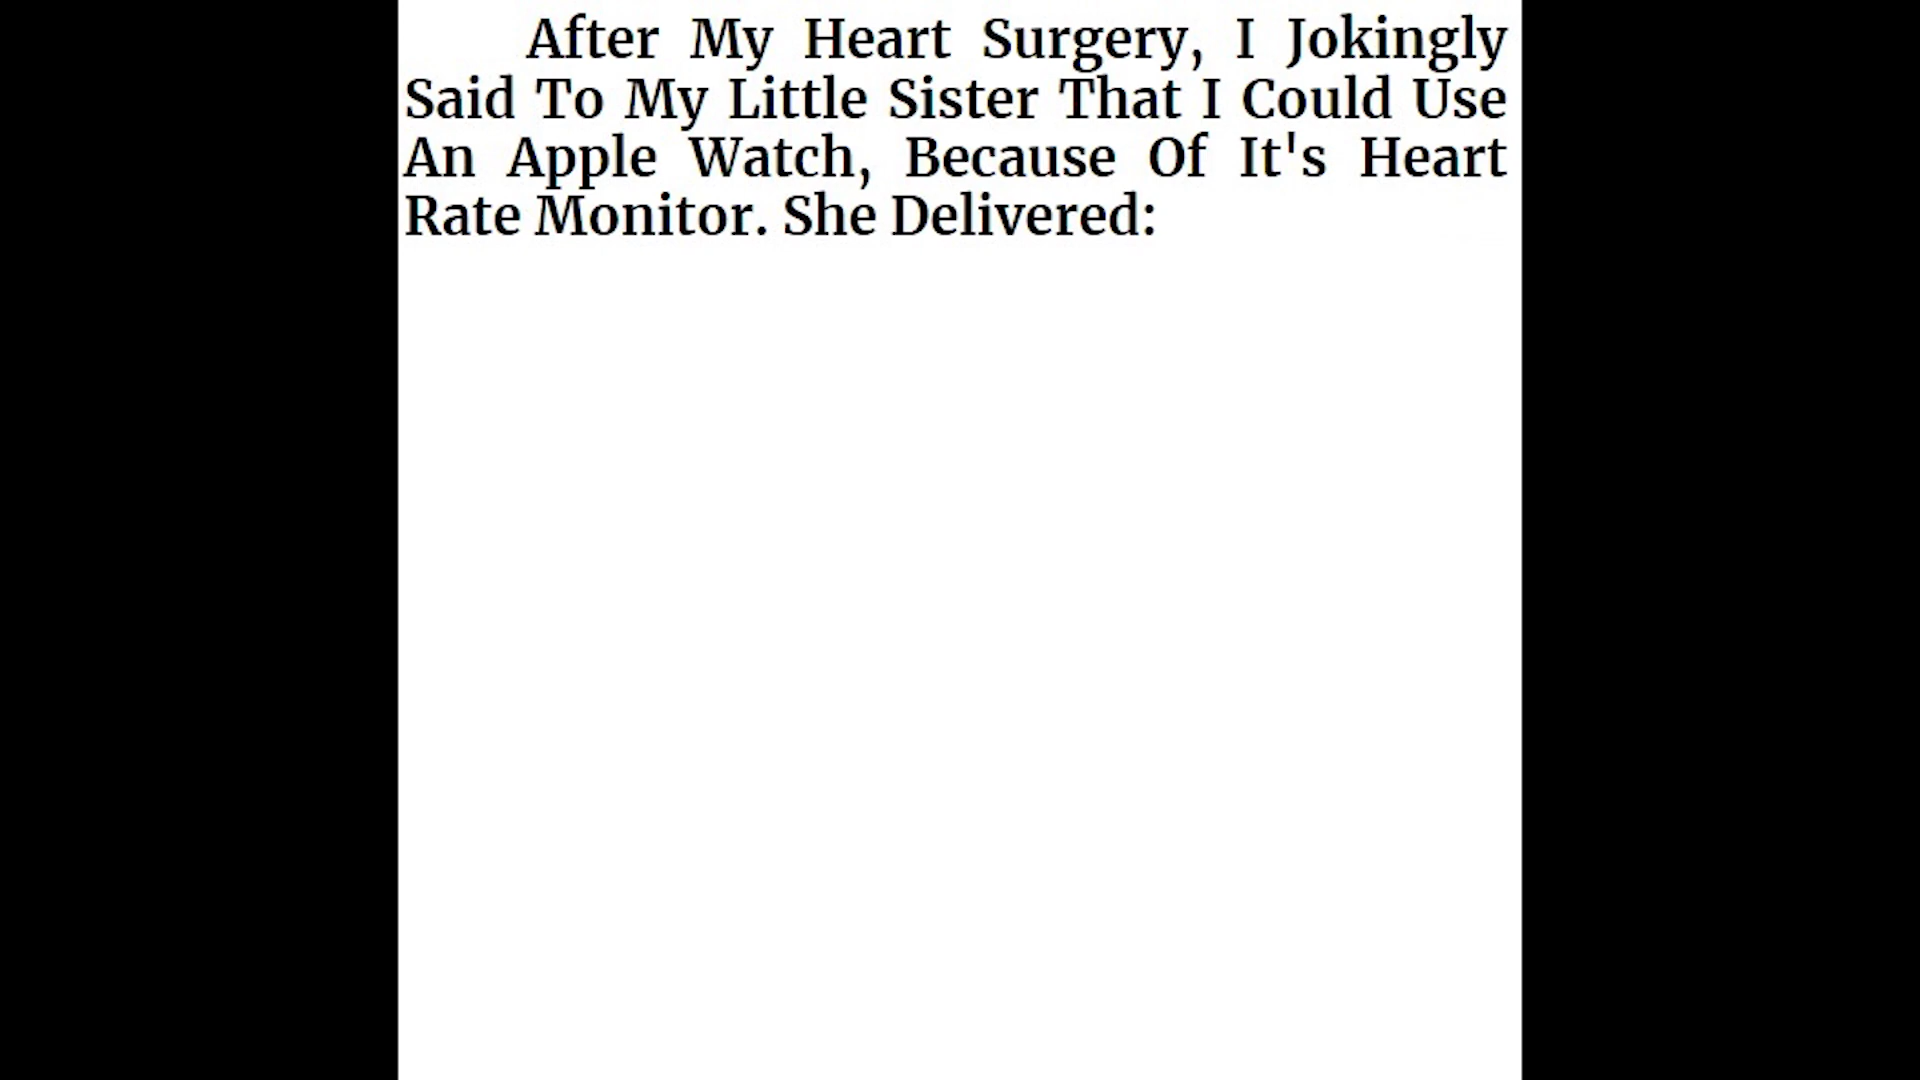 After My Heart Surgery, I Jokingly
Said To My Little Sister That I Could Use
An Apple Watch, Because Of It's Heart
Rate Monitor. She Delivered: